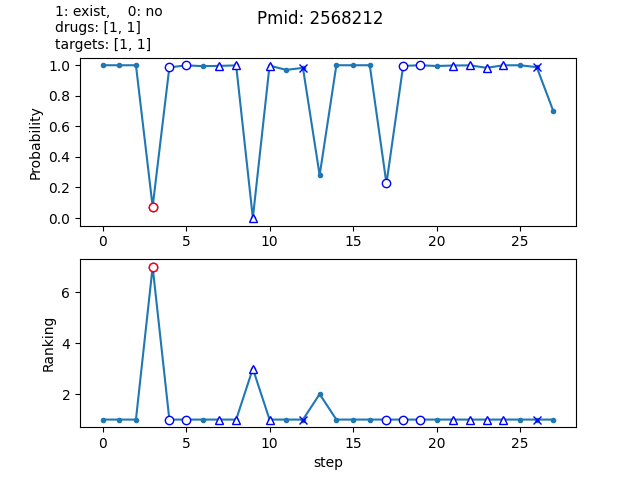 1: exist,    0: no
drugs: [1, 1]
targets: [1, 1]
Pmid: 2568212
1.0
0.8
0.6
0.4
0.2
0.0
Probability
0 5 10 15 20 25
6
4
2
Ranking
0 5 10 15 20 25
step